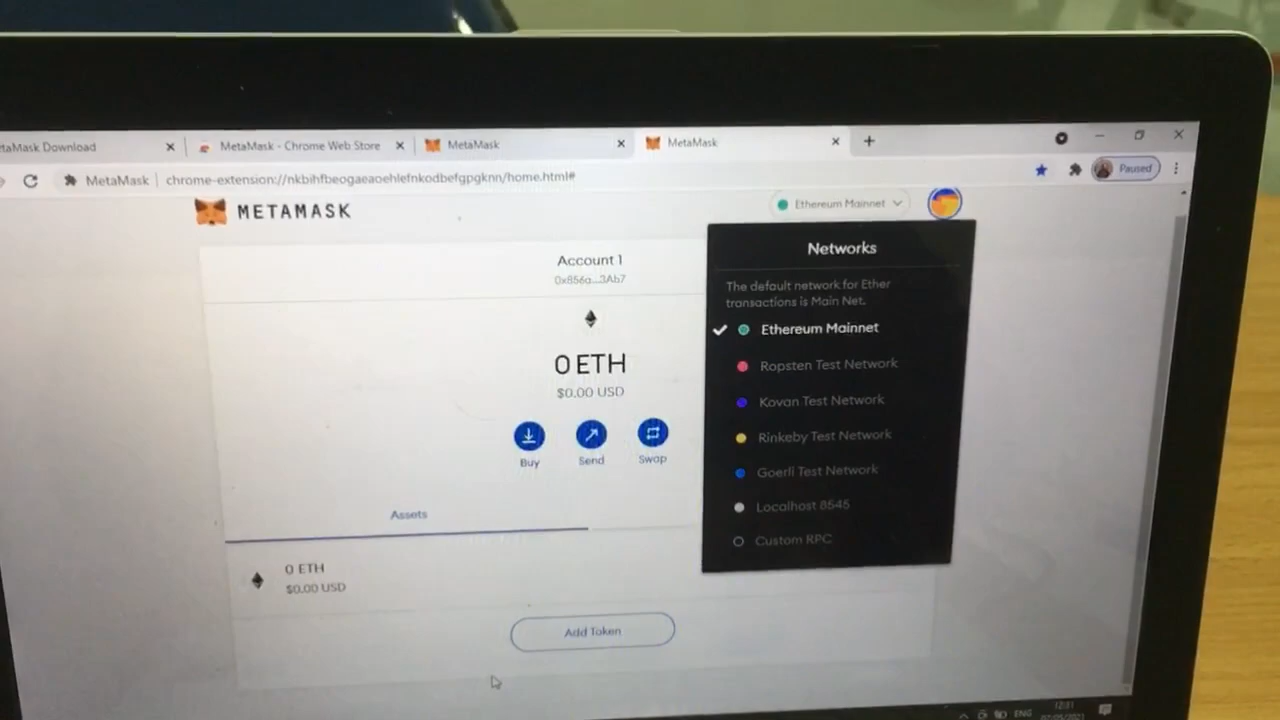 taMask Download
MetaMask - Chrome Web Store
MetaMask
MetaMask
MetaMask
chrome-extension://nkbihfbeogaeaoehlefnkodbefgpgknn/home.html#
Paused
METAMASK
Ethereum Mainnet
Account 1
0x856a...3Ab7
0 ETH
$0.00 USD
Buy
Send
Swap
Networks
The default network for Ether
transactions is Main Net.
Ethereum Mainnet
Ropsten Test Network
Kovan Test Network
Rinkeby Test Network
Goerli Test Network
Localhost 8545
Custom RPC
Assets
0 ETH
$0.00 USD
Add Token
ENG
12:31